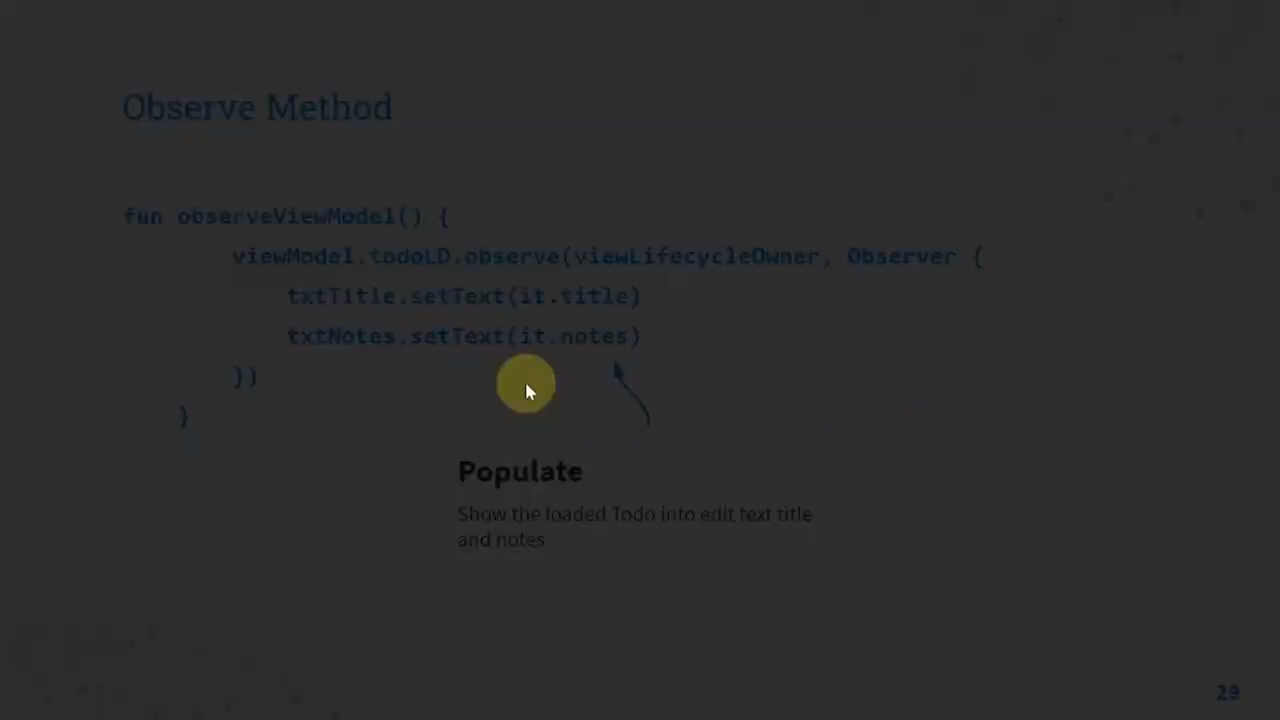 Observe Method
fun observeViewModel() {
viewModel.todoLD.observe(viewLifecycleOwner, Observer {
txtTitle.setText(it.title)
txtNotes.setText(it.notes)
})
}
Populate
Show the loaded Todo into edit text title
and notes
29